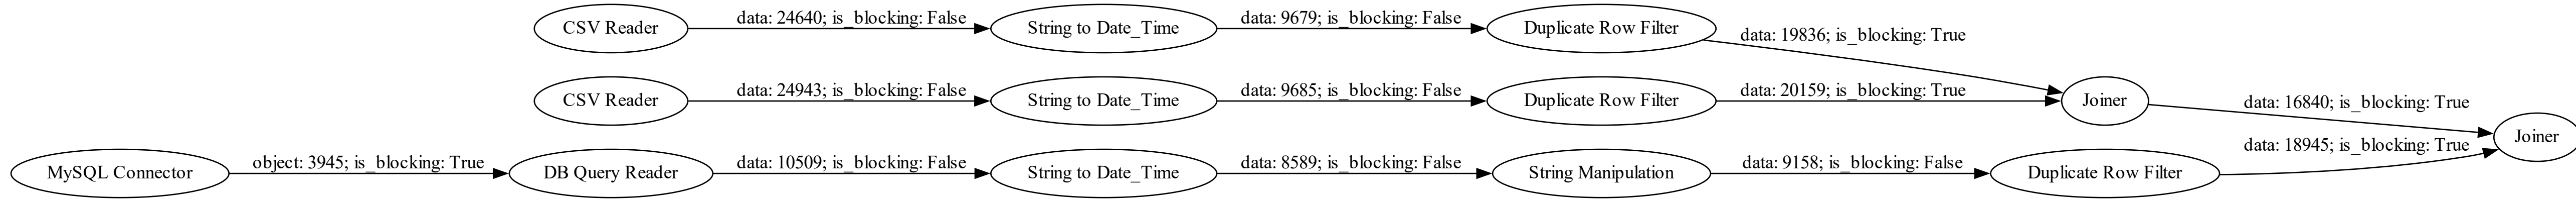 CSV Reader
data: 24640; is_blocking: False
String to Date_Time
data: 9679; is_blocking: False
Duplicate Row Filter
data: 19836; is_blocking: True
CSV Reader
data: 24943; is_blocking: False
String to Date_Time
data: 9685; is_blocking: False
Duplicate Row Filter
data: 20159; is_blocking: True
Joiner
data: 16840; is_blocking: True
Joiner
MySQL Connector
object: 3945; is_blocking: True
DB Query Reader
data: 10509; is_blocking: False
String to Date_Time
data: 8589; is_blocking: False
String Manipulation
data: 9158; is_blocking: False
Duplicate Row Filter
data: 18945; is_blocking: True